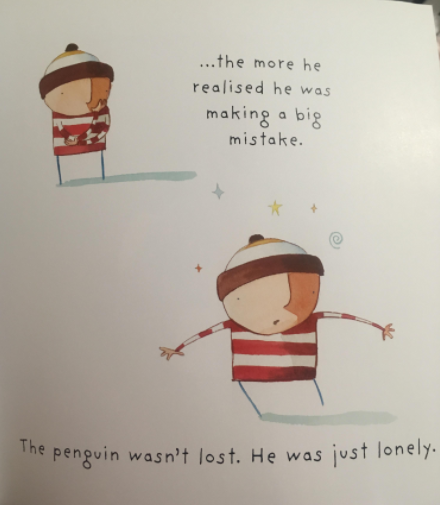 ...the more he
realised he was
making a big
mistake.
The penguin wasn't lost. He was just lonely.